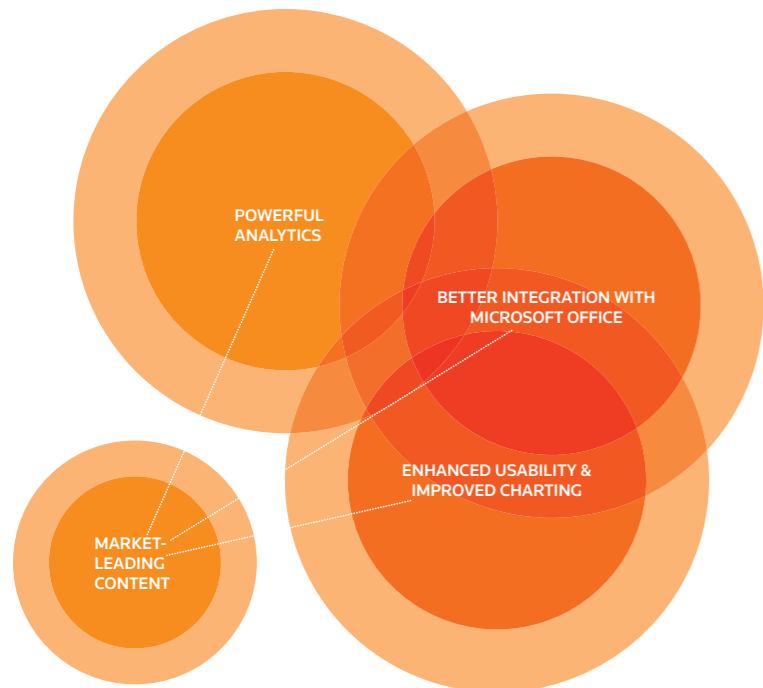 POWERFUL
ANALYTICS
BETTER INTEGRATION WITH
MICROSOFT OFFICE
ENHANCED USABILITY &
IMPROVED CHARTING
MARKET-
LEADING
CONTENT